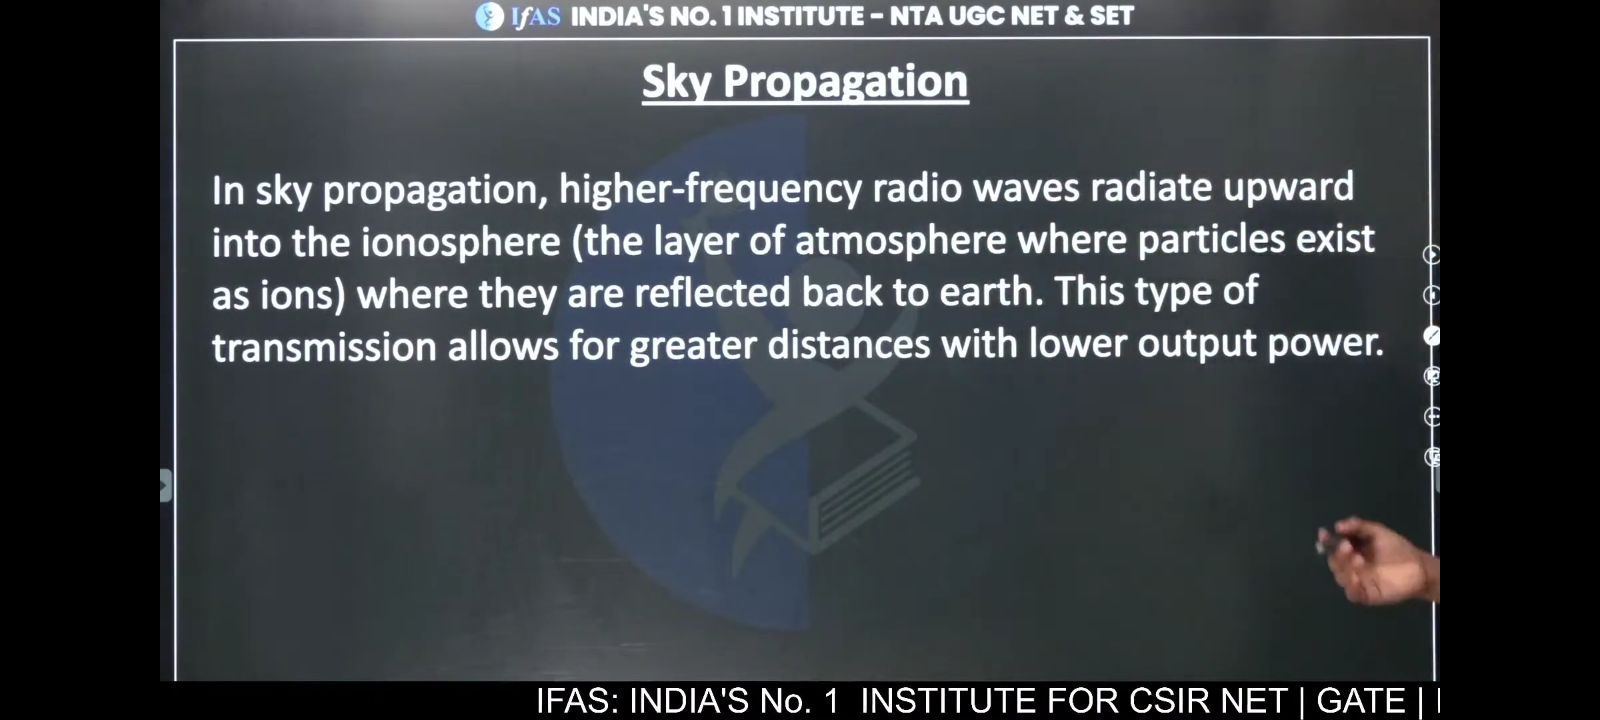 IfAS INDIA'S NO. 1 INSTITUTE – NTA UGC NET & SET
Sky Propagation
In sky propagation, higher-frequency radio waves radiate upward
into the ionosphere (the layer of atmosphere where particles exist
as ions) where they are reflected back to earth. This type of
transmission allows for greater distances with lower output power.
IFAS: INDIA'S No. 1 INSTITUTE FOR CSIR NET | GATE |